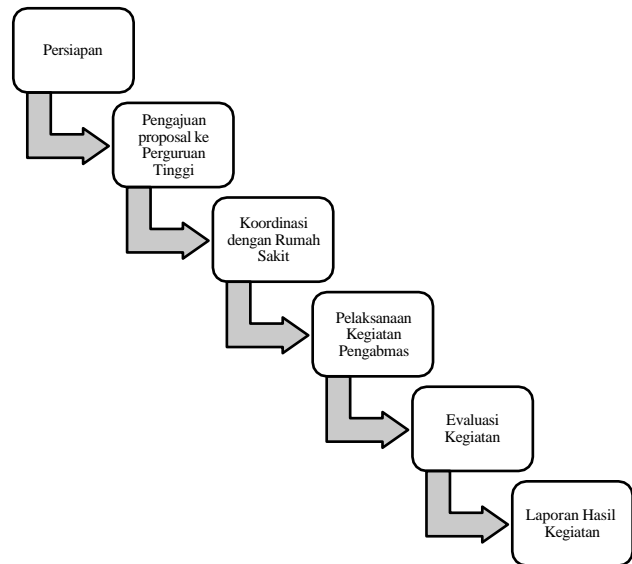 Persiapan
Pengajuan
proposal ke
Perguruan
Tinggi
Koordinasi
dengan Rumah
Sakit
Pelaksanaan
Kegiatan
Pengabmas
Evaluasi
Kegiatan
Laporan Hasil
Kegiatan